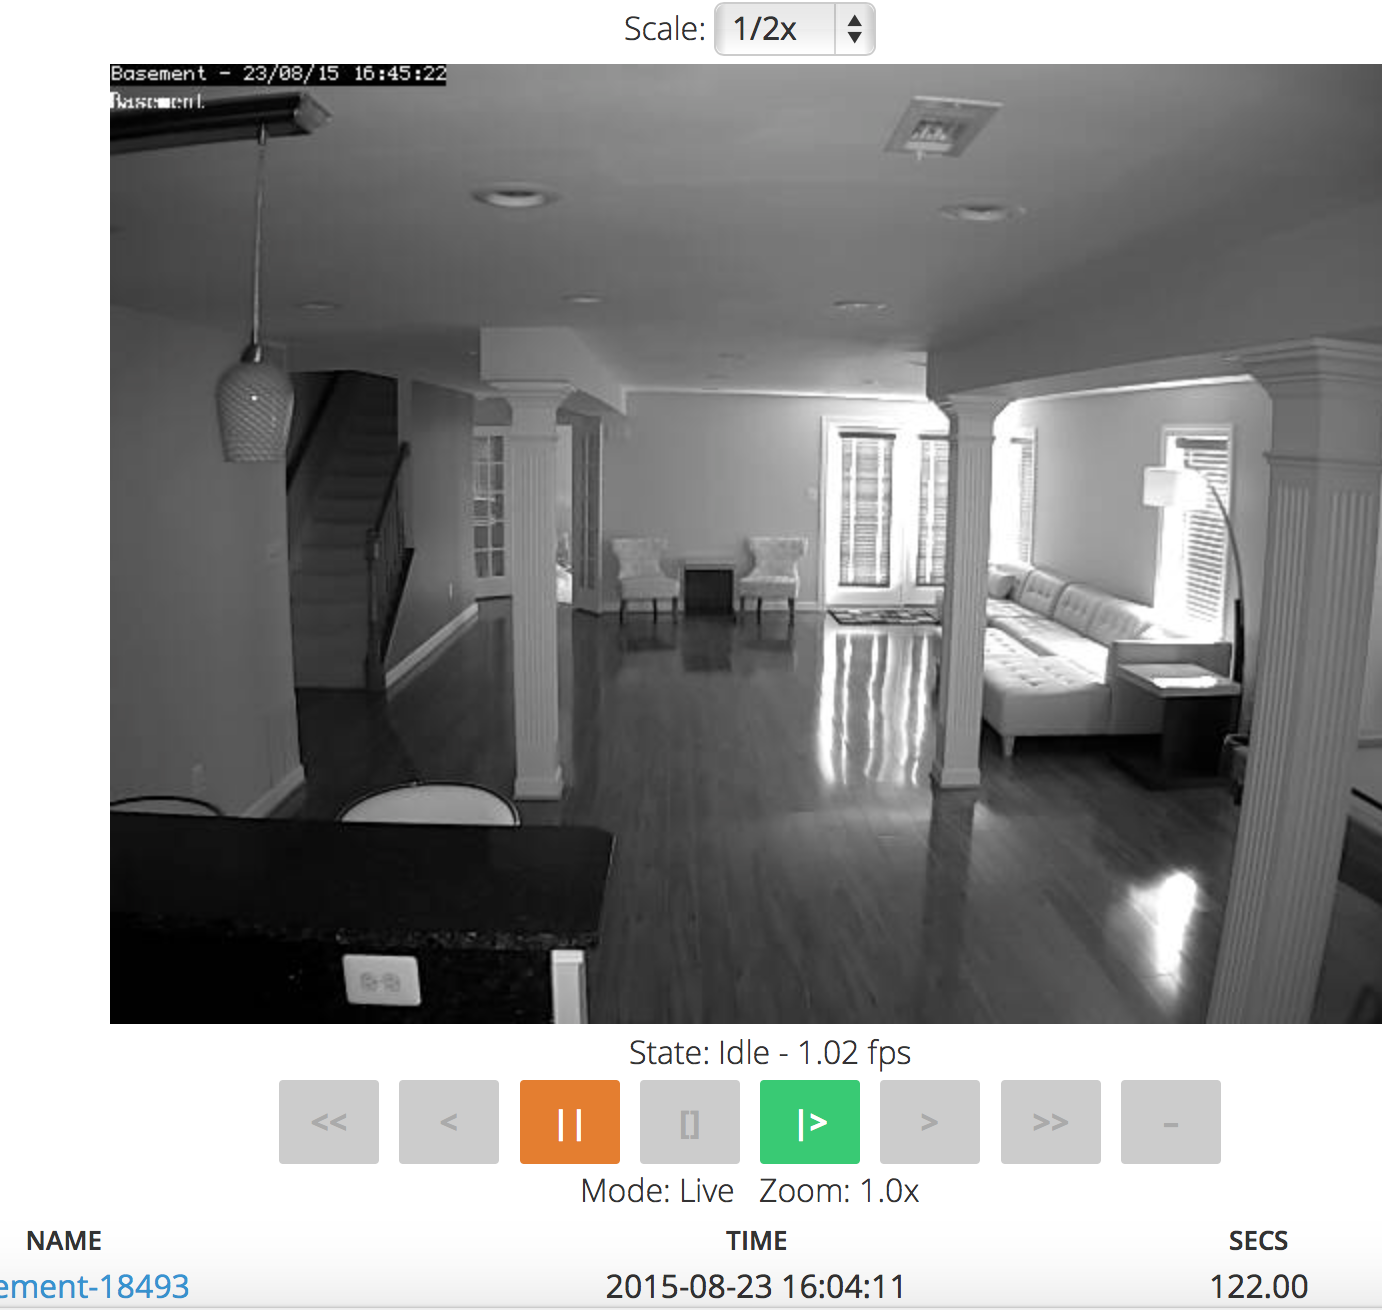 Scale: 1/2x
Basement - 23/08/15 16:45:22
Basement
State: Idle - 1.02 fps
<< < || [] |> > >> -
Mode: Live Zoom: 1.0x
NAME TIME SECS
ement-18493 2015-08-23 16:04:11 122.00